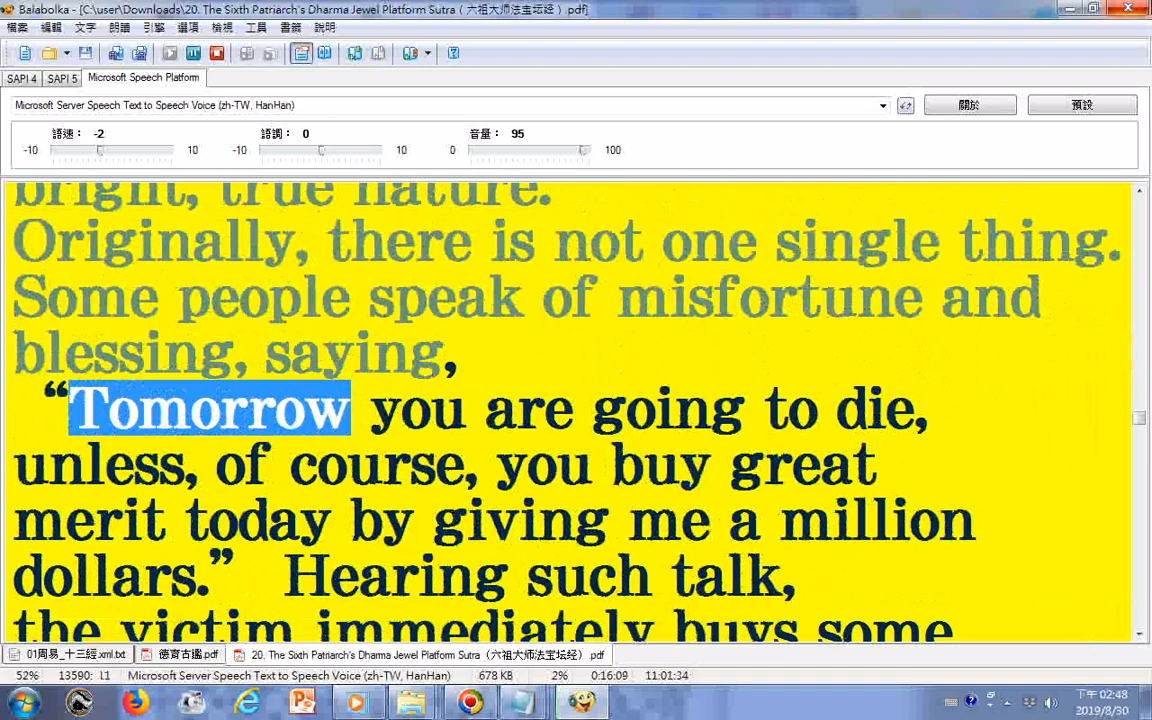 Balabolka - [C:\user\Downloads\20. The Sixth Patriarch's Dharma Jewel Platform Sutra（六祖大师法宝坛经）.pdf]
檔案 編輯 文字 朗讀 引擎 選項 檢視 工具 書籤 說明
SAPI 4 SAPI 5 Microsoft Speech Platform
Microsoft Server Speech Text to Speech Voice (zh-TW, HanHan) 關於 預設
語速： -2 語調： 0 音量： 95
-10 10 -10 10 0 100
bright, true nature.
Originally, there is not one single thing.
Some people speak of misfortune and
blessing, saying,
“Tomorrow you are going to die,
unless, of course, you buy great
merit today by giving me a million
dollars.” Hearing such talk,
the victim immediately buys some
01周易_十三經.xml.txt 德育古鑑.pdf 20. The Sixth Patriarch's Dharma Jewel Platform Sutra（六祖大师法宝坛经）.pdf
52% 13590: 11 Microsoft Server Speech Text to Speech Voice (zh-TW, HanHan) 678 KB 2% 0:16:09 11:01:34
下午 02:48
2019/8/30